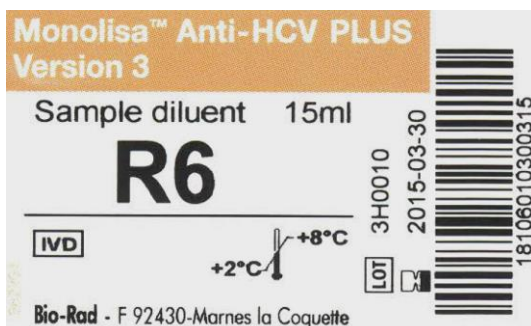 Monolisa™ Anti-HCV PLUS
Version 3
Sample diluent 15ml
R6
IVD
+8°C
+2°C
Bio-Rad - F 92430-Marnes la Coquette
LOT 3H0010
2015-03-30
18106010300315